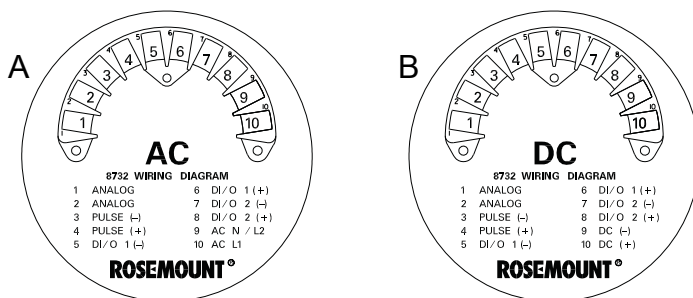 A
1 2 3 4 5 6 7 8 9 10
1 2 3 4 5 6 7 8 9 10
AC
8732 WIRING DIAGRAM
1 ANALOG 6 DI/O 1 (+)
2 ANALOG 7 DI/O 2 (–)
3 PULSE (–) 8 DI/O 2 (+)
4 PULSE (+) 9 AC N / L2
5 DI/O 1 (–) 10 AC L1
ROSEMOUNT®
B
1 2 3 4 5 6 7 8 9 10
1 2 3 4 5 6 7 8 9 10
DC
8732 WIRING DIAGRAM
1 ANALOG 6 DI/O 1 (+)
2 ANALOG 7 DI/O 2 (–)
3 PULSE (–) 8 DI/O 2 (+)
4 PULSE (+) 9 DC (–)
5 DI/O 1 (–) 10 DC (+)
ROSEMOUNT®